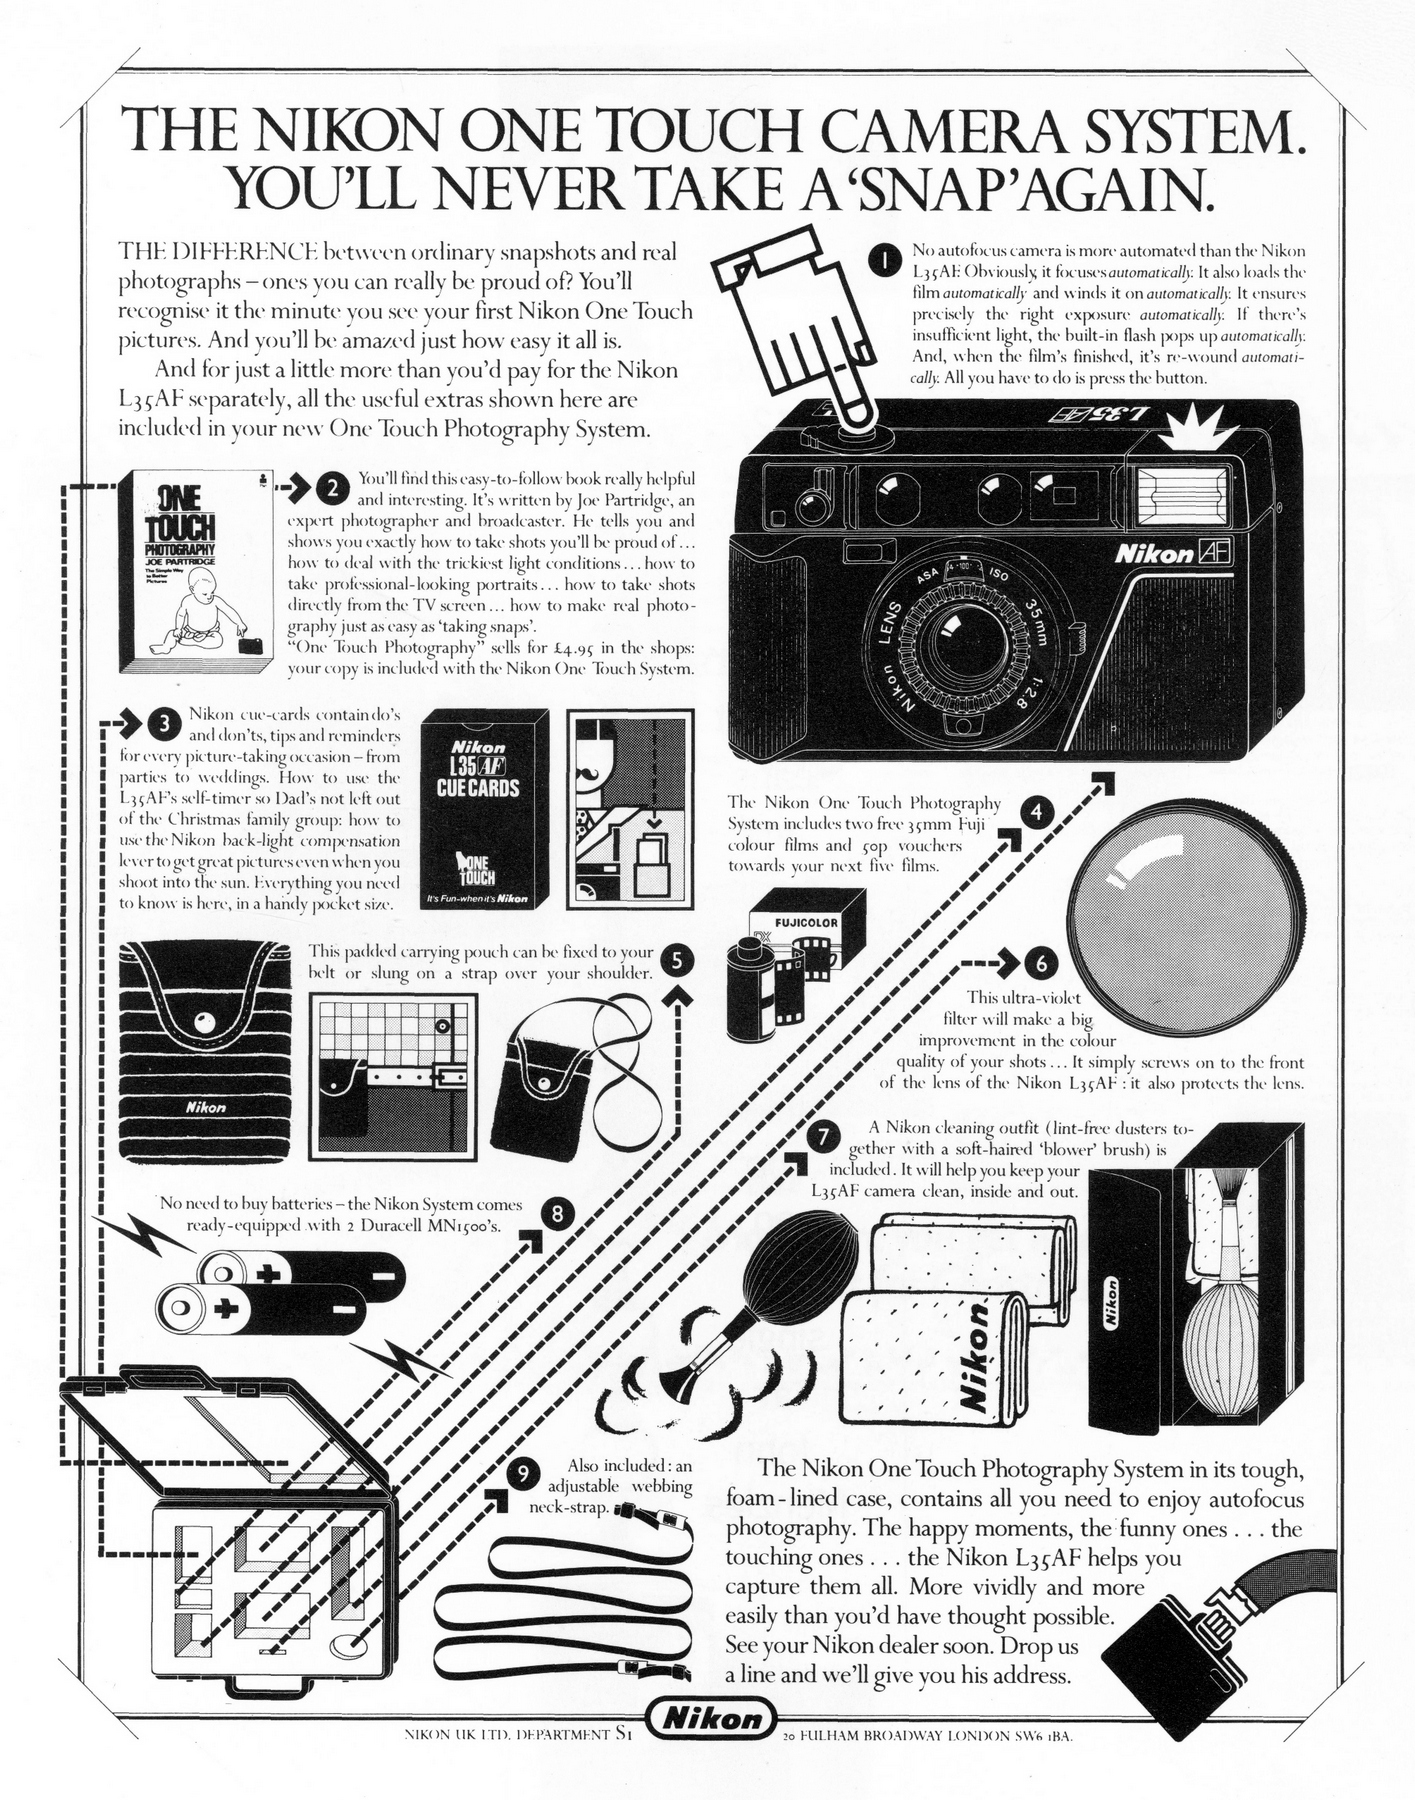 THE NIKON ONE TOUCH CAMERA SYSTEM.
YOU'LL NEVER TAKE A 'SNAP' AGAIN.
THE DIFFERENCE between ordinary snapshots and real
photographs – ones you can really be proud of? You'll
recognise it the minute you see your first Nikon One Touch
pictures. And you'll be amazed just how easy it all is.
And for just a little more than you'd pay for the Nikon
L35AF separately, all the useful extras shown here are
included in your new One Touch Photography System.
1
No autofocus camera is more automated than the Nikon
L35AF. Obviously, it focuses automatically. It also loads the
film automatically and winds it on automatically. It ensures
precisely the right exposure automatically. If there's
insufficient light, the built-in flash pops up automatically.
And, when the film's finished, it's re-wound automati-
cally. All you have to do is press the button.
L35 AF
Nikon AF
ASA 4·100· ISO
35mm
1:2.8
Nikon LENS
ONE
TOUCH
PHOTOGRAPHY
JOE PARTRIDGE
The Simple Way
to Better
Pictures
2
You'll find this easy-to-follow book really helpful
and interesting. It's written by Joe Partridge, an
expert photographer and broadcaster. He tells you and
shows you exactly how to take shots you'll be proud of...
how to deal with the trickiest light conditions... how to
take professional-looking portraits... how to take shots
directly from the TV screen... how to make real photo-
graphy just as easy as 'taking snaps'.
"One Touch Photography" sells for £4.95 in the shops:
your copy is included with the Nikon One Touch System.
3
Nikon cue-cards contain do's
and don'ts, tips and reminders
for every picture-taking occasion – from
parties to weddings. How to use the
L35AF's self-timer so Dad's not left out
of the Christmas family group: how to
use the Nikon back-light compensation
lever to get great pictures even when you
shoot into the sun. Everything you need
to know is here, in a handy pocket size.
Nikon
L35 AF
CUE CARDS
ONE
TOUCH
It's Fun-when it's Nikon
4
The Nikon One Touch Photography
System includes two free 35mm Fuji
colour films and 50p vouchers
towards your next five films.
FUJICOLOR
DX
5
This padded carrying pouch can be fixed to your
belt or slung on a strap over your shoulder.
Nikon
6
This ultra-violet
filter will make a big
improvement in the colour
quality of your shots... It simply screws on to the front
of the lens of the Nikon L35AF: it also protects the lens.
7
A Nikon cleaning outfit (lint-free dusters to-
gether with a soft-haired 'blower' brush) is
included. It will help you keep your
L35AF camera clean, inside and out.
Nikon
Nikon
8
No need to buy batteries – the Nikon System comes
ready-equipped with 2 Duracell MN1500's.
+ –
+ –
9
Also included: an
adjustable webbing
neck-strap.
The Nikon One Touch Photography System in its tough,
foam-lined case, contains all you need to enjoy autofocus
photography. The happy moments, the funny ones . . . the
touching ones . . . the Nikon L35AF helps you
capture them all. More vividly and more
easily than you'd have thought possible.
See your Nikon dealer soon. Drop us
a line and we'll give you his address.
Nikon
NIKON UK LTD. DEPARTMENT S1
20 FULHAM BROADWAY LONDON SW6 1BA.